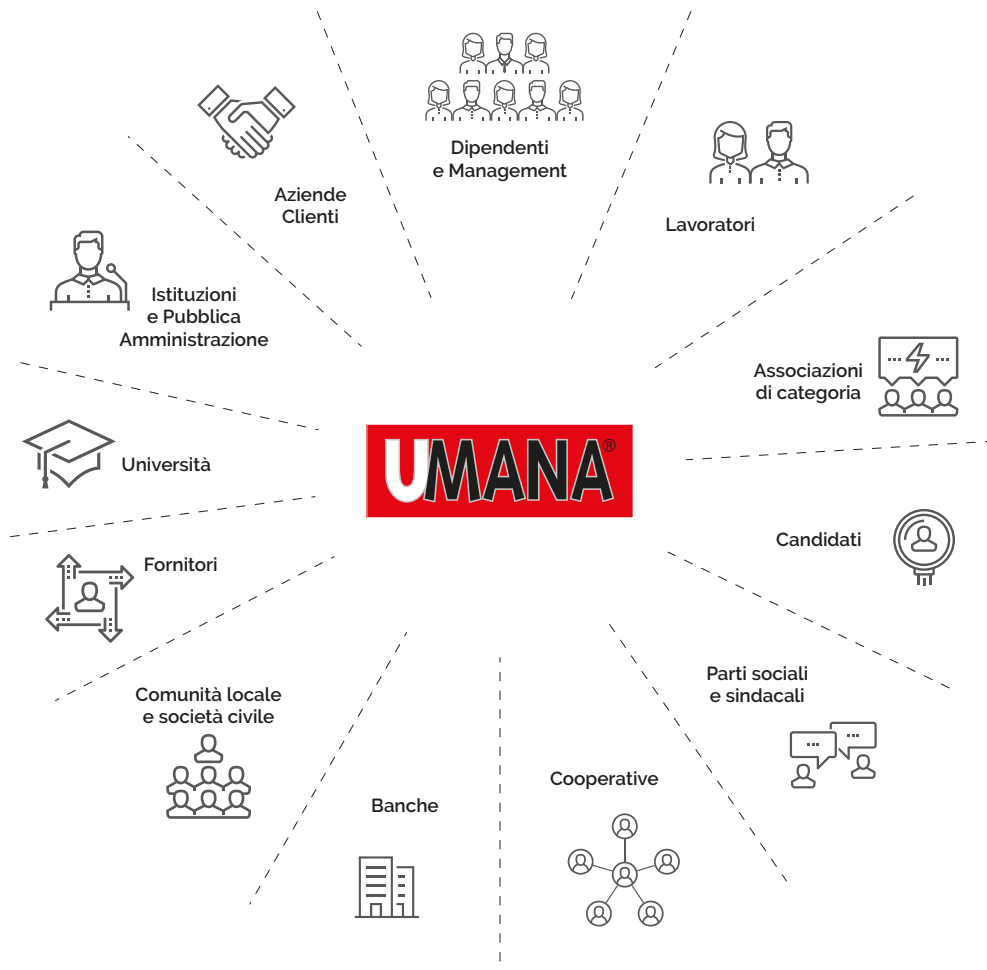 Dipendenti
e Management
Aziende
Clienti
Lavoratori
Istituzioni
e Pubblica
Amministrazione
Associazioni
di categoria
UMANA®
Università
Candidati
Fornitori
Parti sociali
e sindacali
Comunità locale
e società civile
Cooperative
Banche